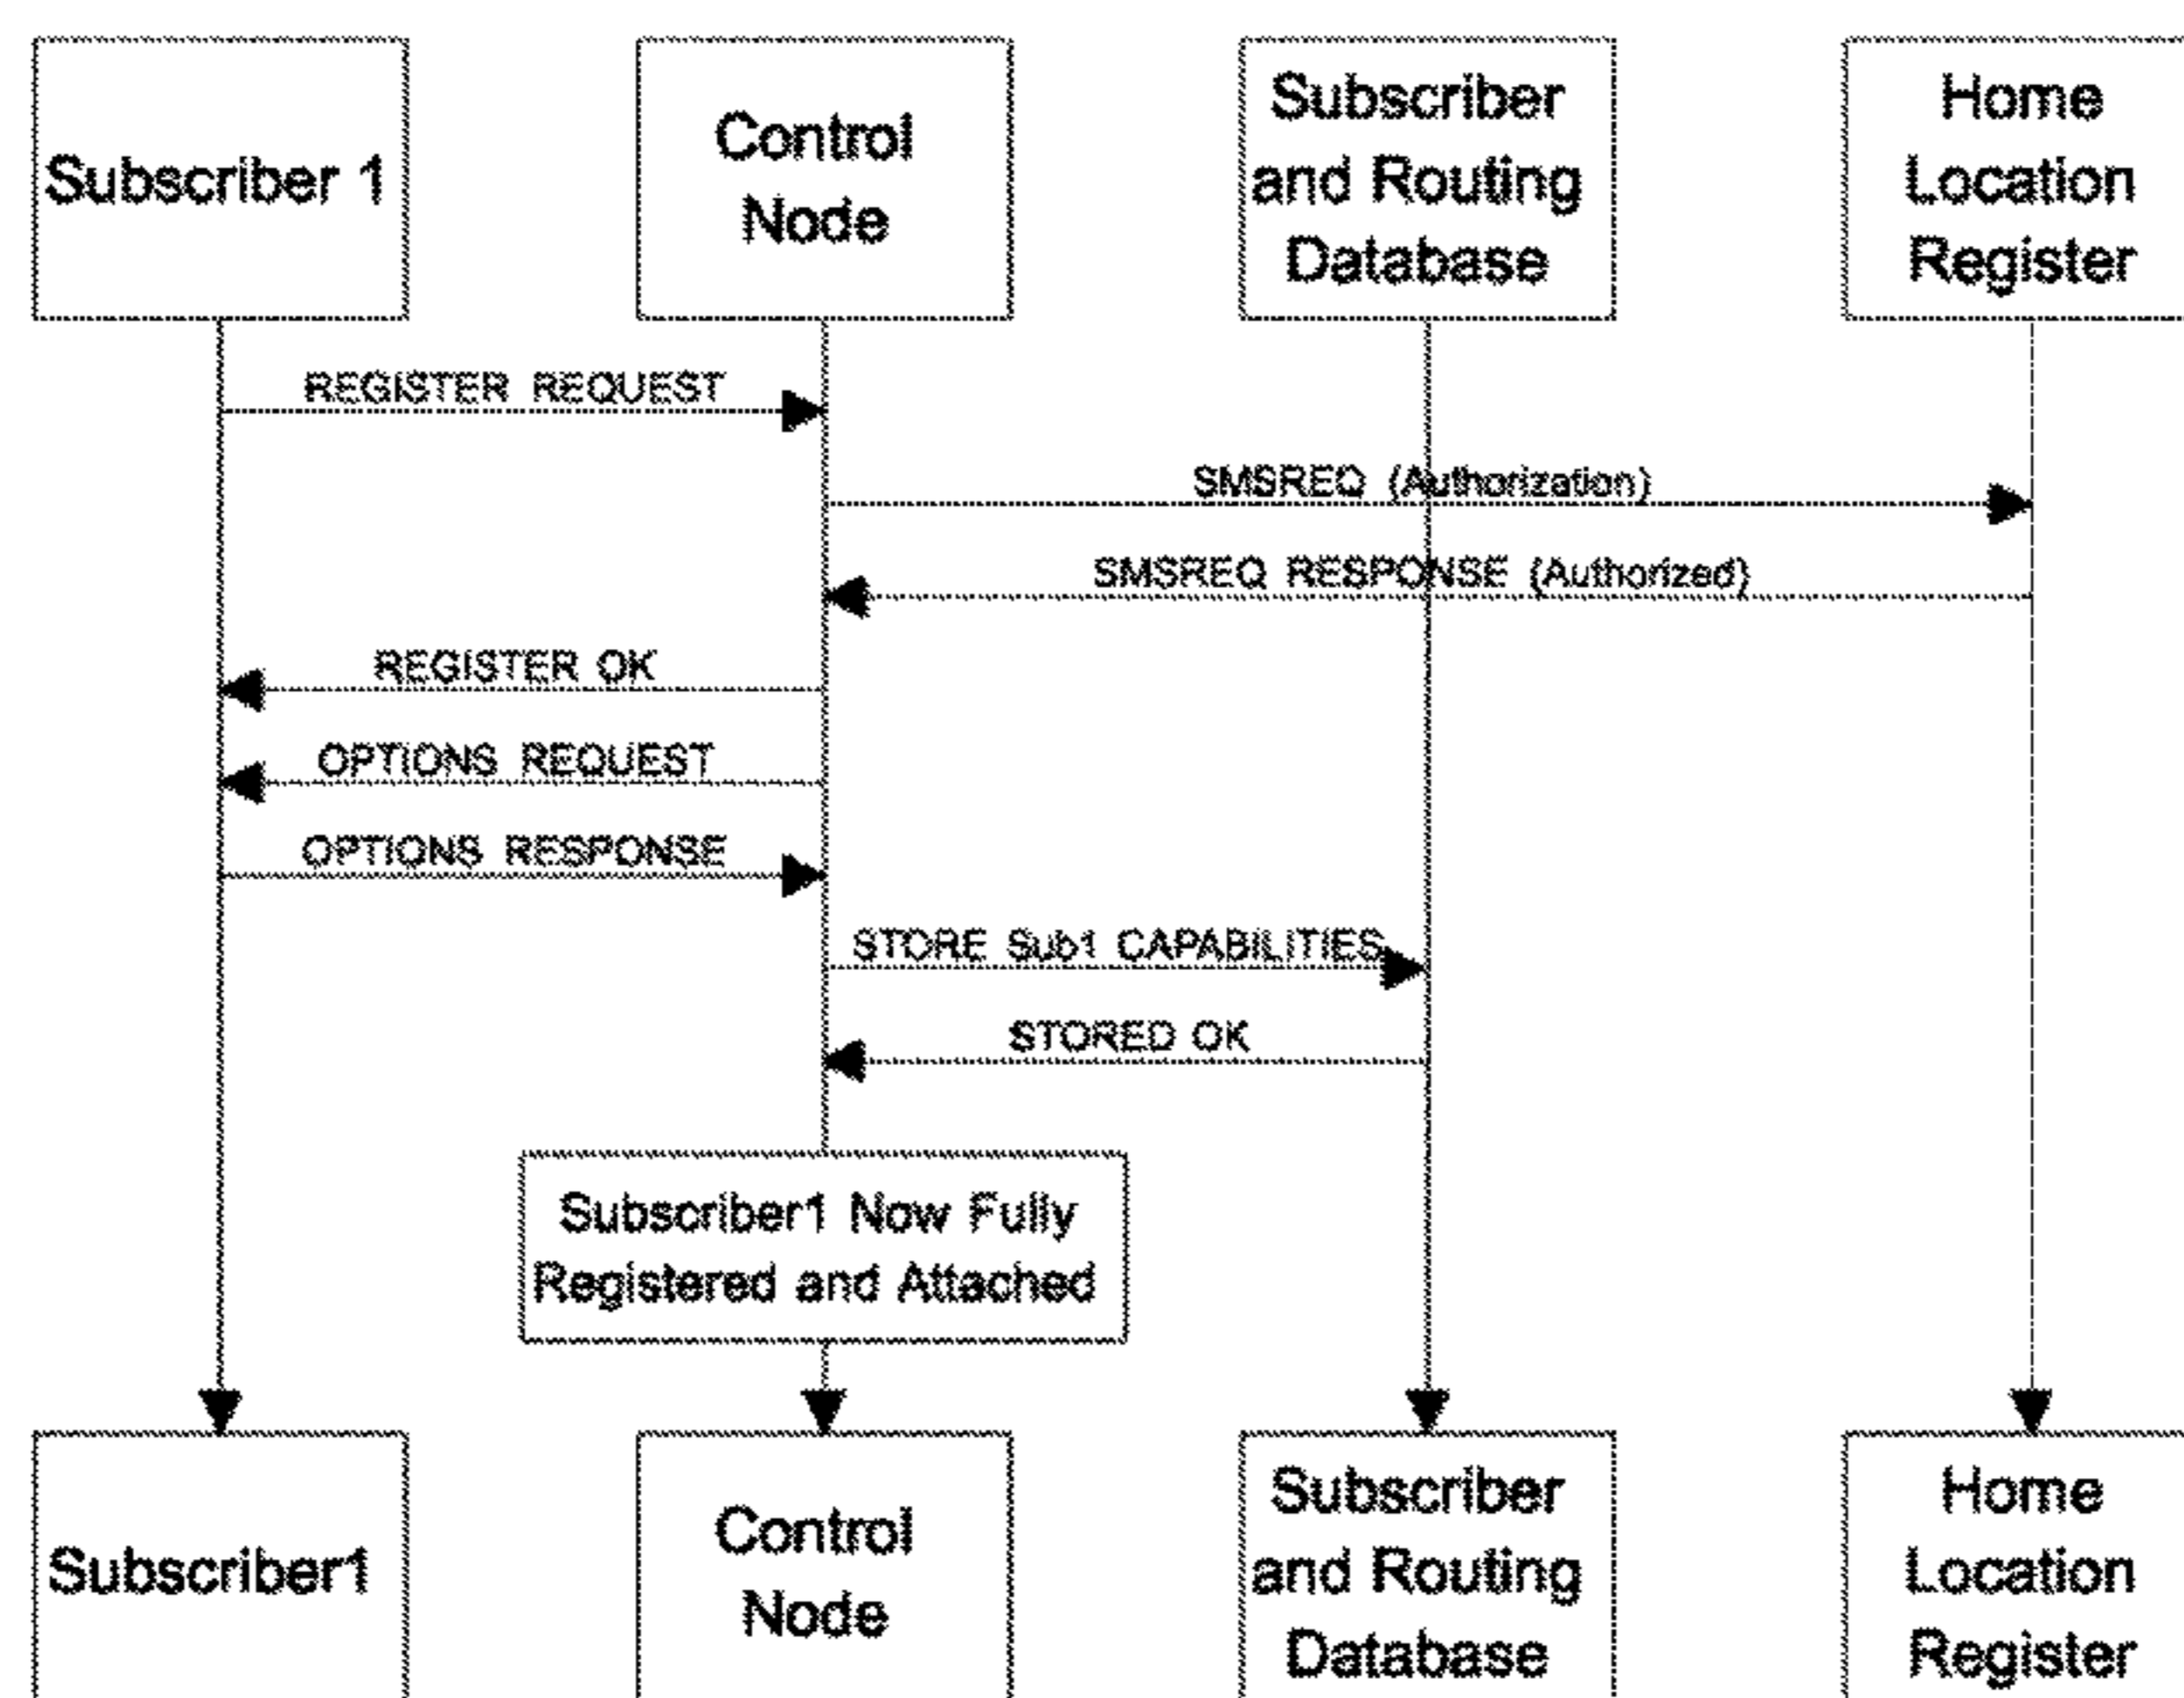 Subscriber 1
Control
Node
Subscriber
and Routing
Database
Home
Location
Register
REGISTER REQUEST
SMSREQ (Authorization)
SMSREQ RESPONSE (Authorized)
REGISTER OK
OPTIONS REQUEST
OPTIONS RESPONSE
STORE Sub1 CAPABILITIES
STORED OK
Subscriber1 Now Fully
Registered and Attached
Subscriber1
Control
Node
Subscriber
and Routing
Database
Home
Location
Register